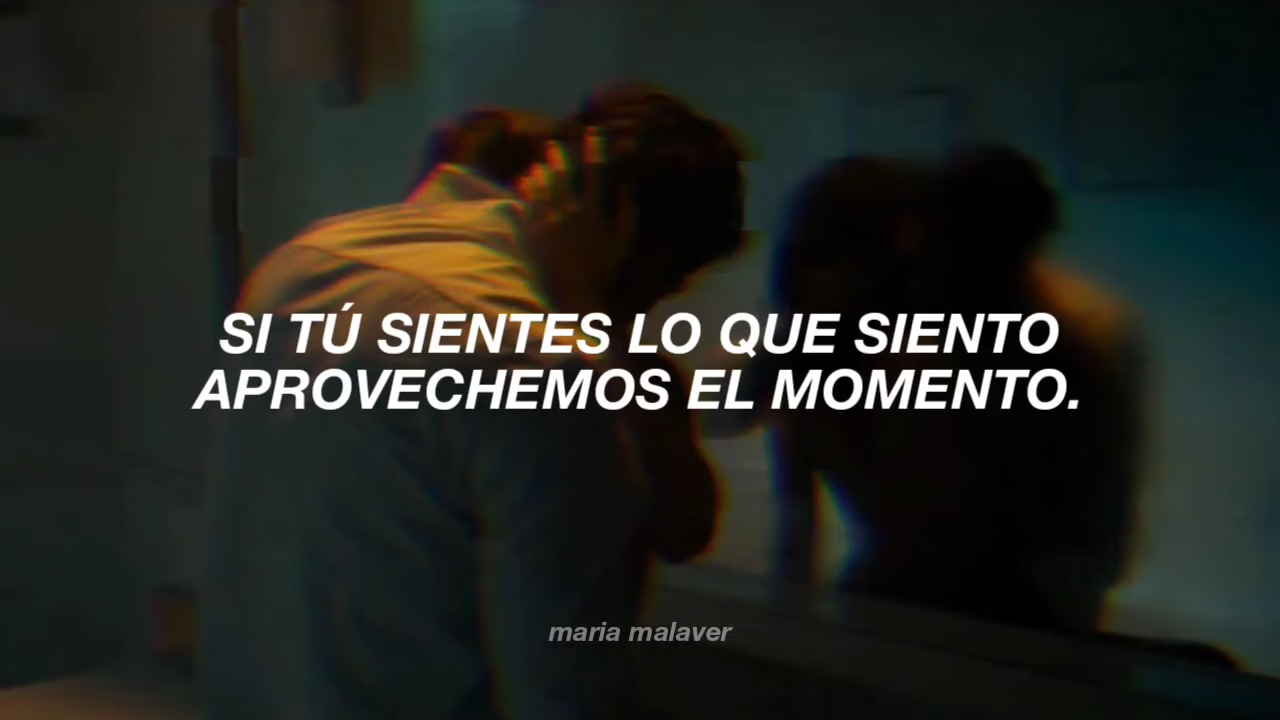 SI TÚ SIENTES LO QUE SIENTO
APROVECHEMOS EL MOMENTO.
maria malaver